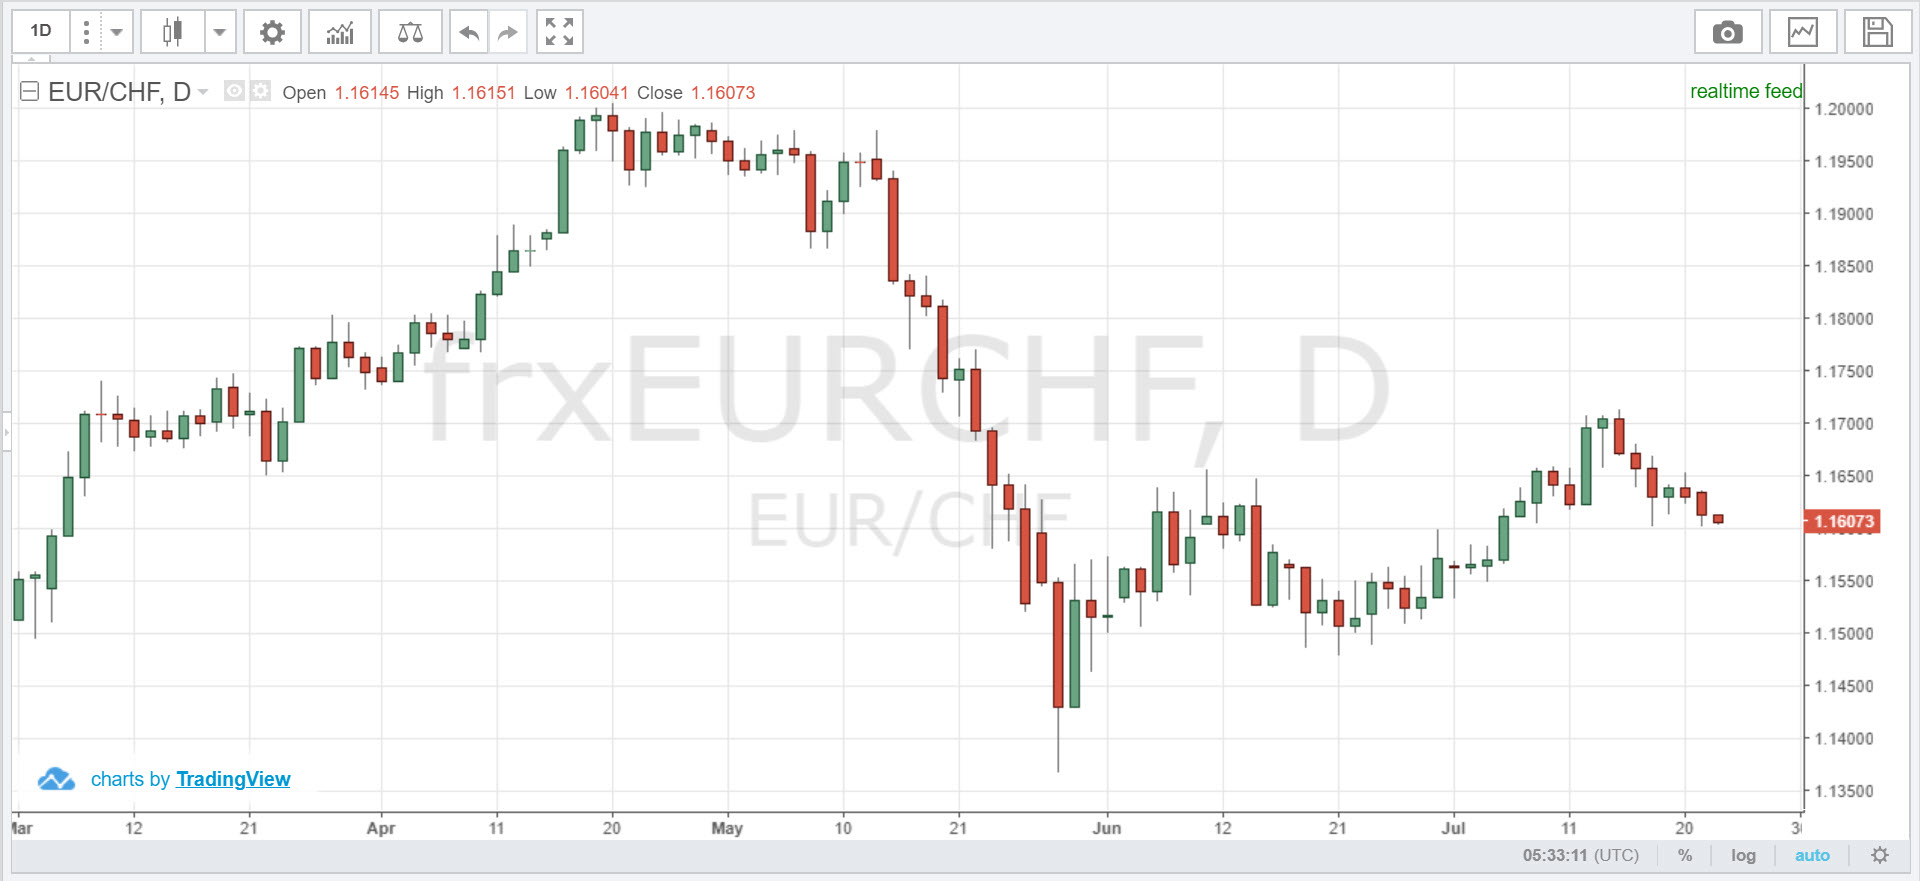 1D
EUR/CHF, D Open 1.16145 High 1.16151 Low 1.16041 Close 1.16073
realtime feed
1.20000
1.19500
1.19000
1.18500
1.18000
1.17500
1.17000
1.16500
1.16073
1.15500
1.15000
1.14500
1.14000
1.13500
frxEURCHF, D
EUR/CHF
charts by TradingView
Mar 12 21 Apr 11 20 May 10 21 Jun 12 21 Jul 11 20
05:33:11 (UTC) % log auto